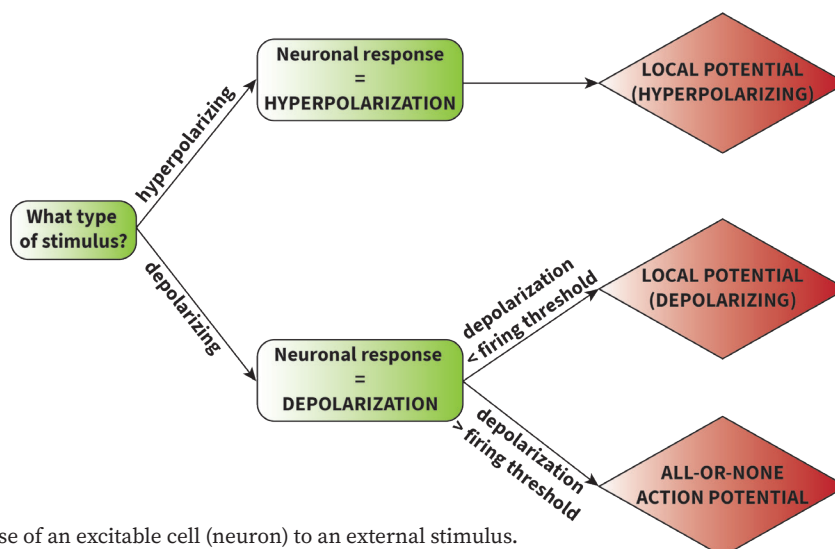 Neuronal response
=
HYPERPOLARIZATION
LOCAL POTENTIAL
(HYPERPOLARIZING)
hyperpolarizing
What type
of stimulus?
depolarizing
depolarization
< firing threshold
LOCAL POTENTIAL
(DEPOLARIZING)
Neuronal response
=
DEPOLARIZATION
depolarization
> firing threshold
ALL-OR-NONE
ACTION POTENTIAL
se of an excitable cell (neuron) to an external stimulus.